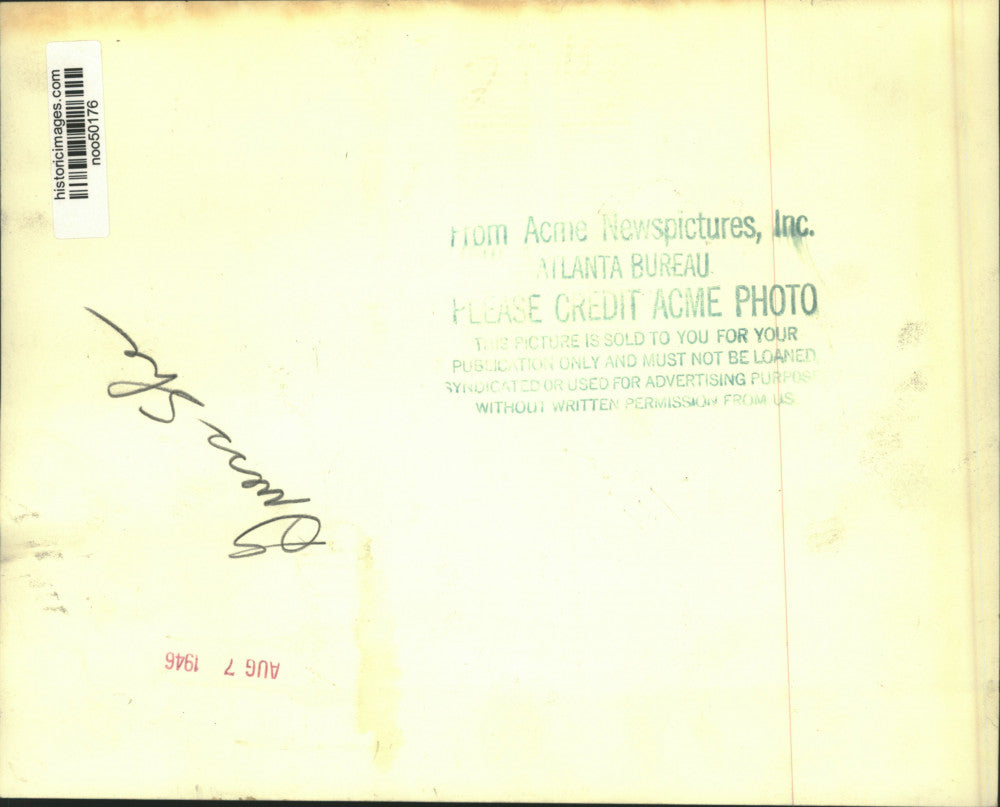 historicimages.com
noo50176
From Acme Newspictures, Inc.
ATLANTA BUREAU
PLEASE CREDIT ACME PHOTO
THIS PICTURE IS SOLD TO YOU FOR YOUR
PUBLICATION ONLY AND MUST NOT BE LOANED,
SYNDICATED OR USED FOR ADVERTISING PURPOSE
WITHOUT WRITTEN PERMISSION FROM US
AUG 7 1946